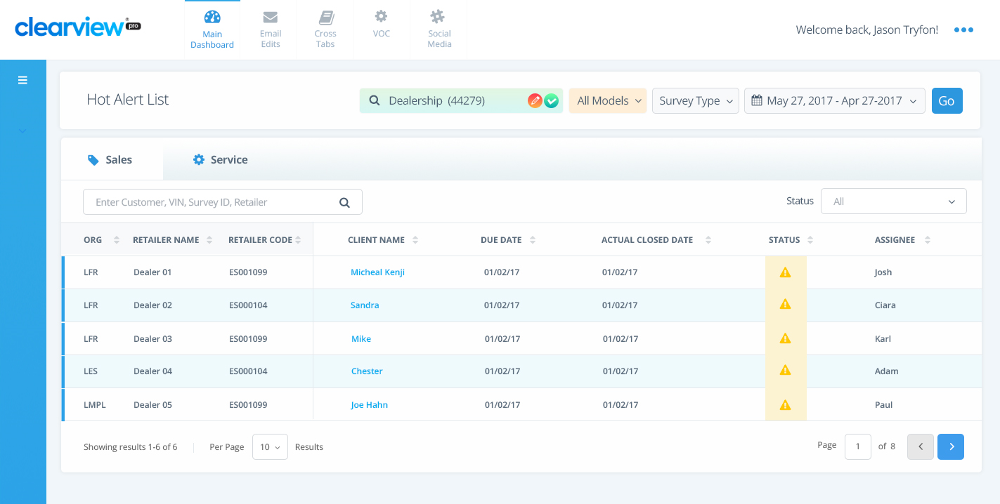 clearview® pro
Main Dashboard
Email Edits
Cross Tabs
VOC
Social Media
Welcome back, Jason Tryfon!
Hot Alert List
Dealership (44279)
All Models
Survey Type
May 27, 2017 - Apr 27-2017
Go
Sales
Service
Enter Customer, VIN, Survey ID, Retailer
Status
All
ORG RETAILER NAME RETAILER CODE CLIENT NAME DUE DATE ACTUAL CLOSED DATE STATUS ASSIGNEE
LFR Dealer 01 ES001099 Micheal Kenji 01/02/17 01/02/17 Josh
LFR Dealer 02 ES000104 Sandra 01/02/17 01/02/17 Ciara
LFR Dealer 03 ES001099 Mike 01/02/17 01/02/17 Karl
LES Dealer 04 ES000104 Chester 01/02/17 01/02/17 Adam
LMPL Dealer 05 ES001099 Joe Hahn 01/02/17 01/02/17 Paul
Showing results 1-6 of 6 Per Page 10 Results Page 1 of 8